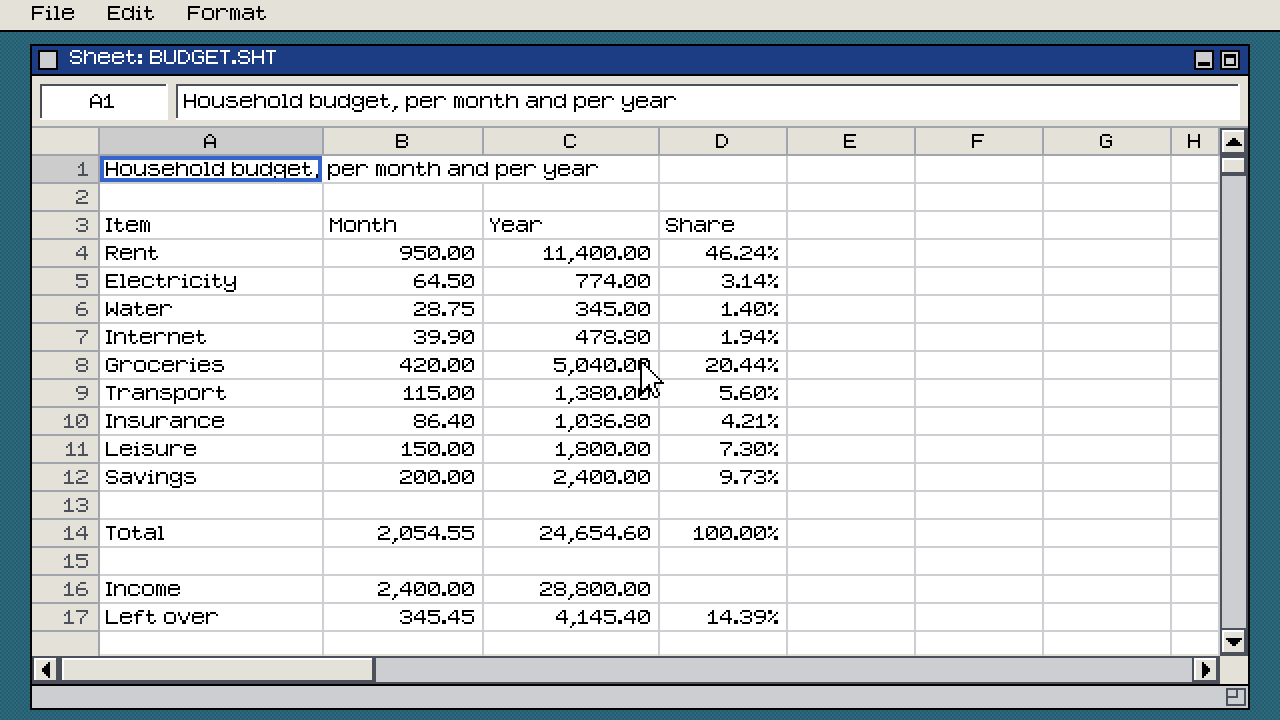 File Edit Format
Sheet: BUDGET.SHT
A1 Household budget, per month and per year
A B C D E F G H
1 Household budget, per month and per year
2
3 Item Month Year Share
4 Rent 950.00 11,400.00 46.24%
5 Electricity 64.50 774.00 3.14%
6 Water 28.75 345.00 1.40%
7 Internet 39.90 478.80 1.94%
8 Groceries 420.00 5,040.00 20.44%
9 Transport 115.00 1,380.00 5.60%
10 Insurance 86.40 1,036.80 4.21%
11 Leisure 150.00 1,800.00 7.30%
12 Savings 200.00 2,400.00 9.73%
13
14 Total 2,054.55 24,654.60 100.00%
15
16 Income 2,400.00 28,800.00
17 Left over 345.45 4,145.40 14.39%